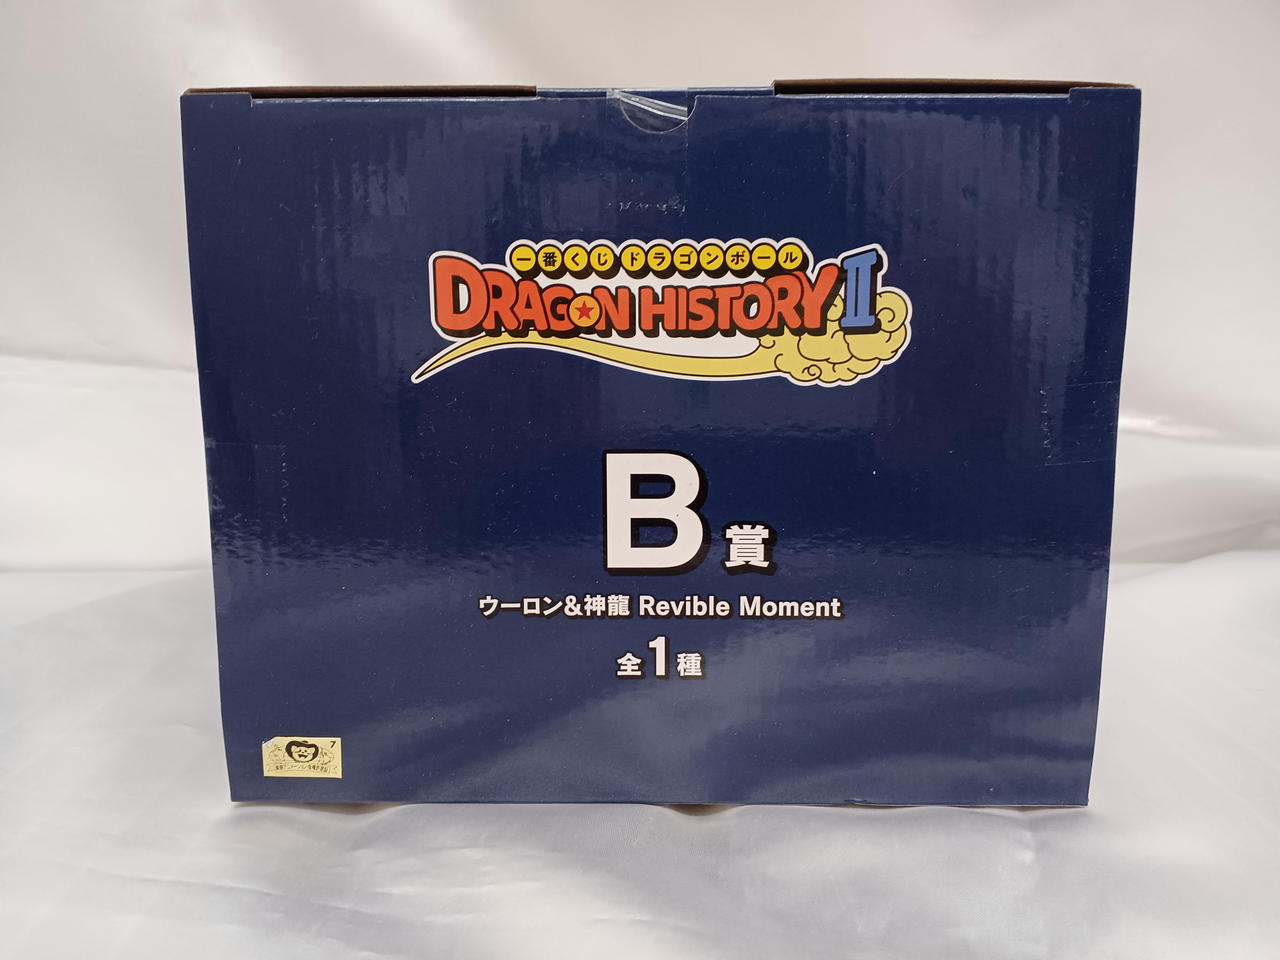 一番くじ ドラゴンボール
DRAGON HISTORY II
B賞
ウーロン&神龍 Revible Moment
全1種
7